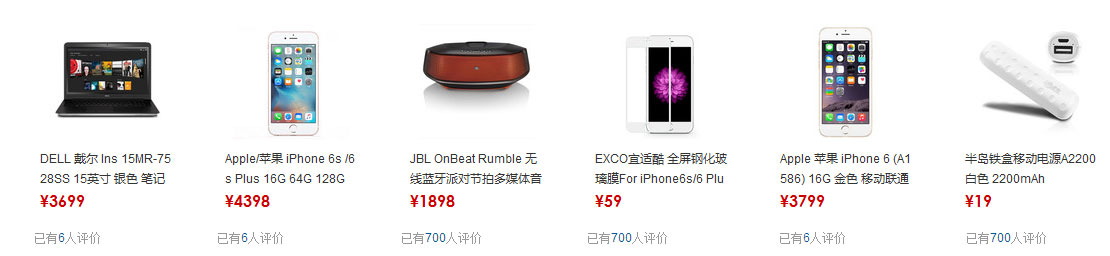 DELL 戴尔 Ins 15MR-75
28SS 15英寸 银色 笔记
¥3699
已有6人评价
Apple/苹果 iPhone 6s /6
s Plus 16G 64G 128G
¥4398
已有6人评价
JBL OnBeat Rumble 无
线蓝牙派对节拍多媒体音
¥1898
已有700人评价
EXCO宜适酷 全屏钢化玻
璃膜For iPhone6s/6 Plu
¥59
已有700人评价
Apple 苹果 iPhone 6 (A1
586) 16G 金色 移动联通
¥3799
已有6人评价
半岛铁盒移动电源A2200
白色 2200mAh
¥19
已有700人评价